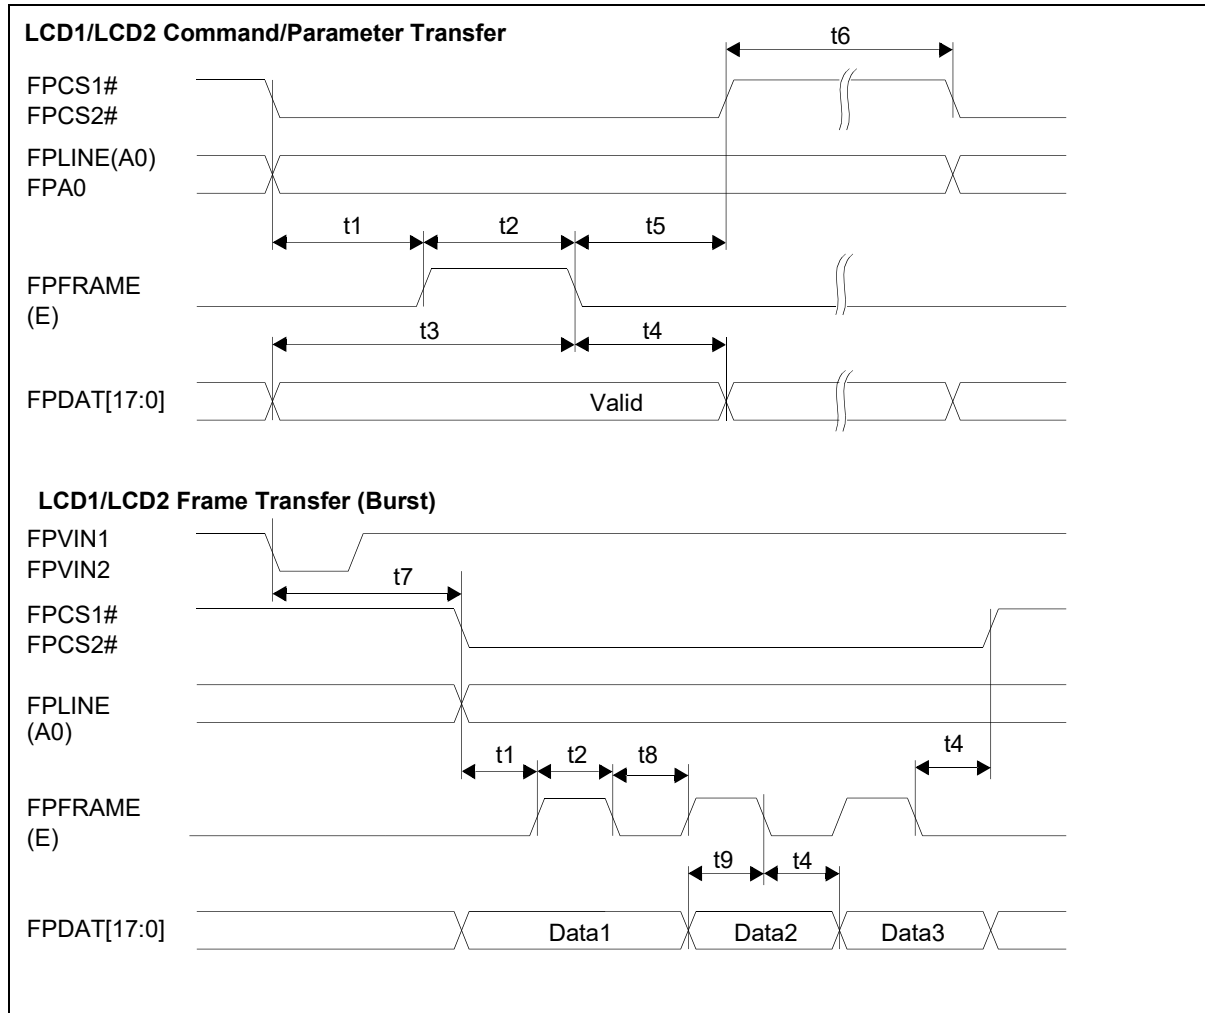 LCD1/LCD2 Command/Parameter Transfer
t6
FPCS1#
FPCS2#
FPLINE(A0)
FPA0
t1
t2
t5
FPFRAME
(E)
t3
t4
FPDAT[17:0]
Valid
LCD1/LCD2 Frame Transfer (Burst)
FPVIN1
FPVIN2
t7
FPCS1#
FPCS2#
FPLINE
(A0)
t1
t2
t8
t4
FPFRAME
(E)
t9
t4
FPDAT[17:0]
Data1
Data2
Data3